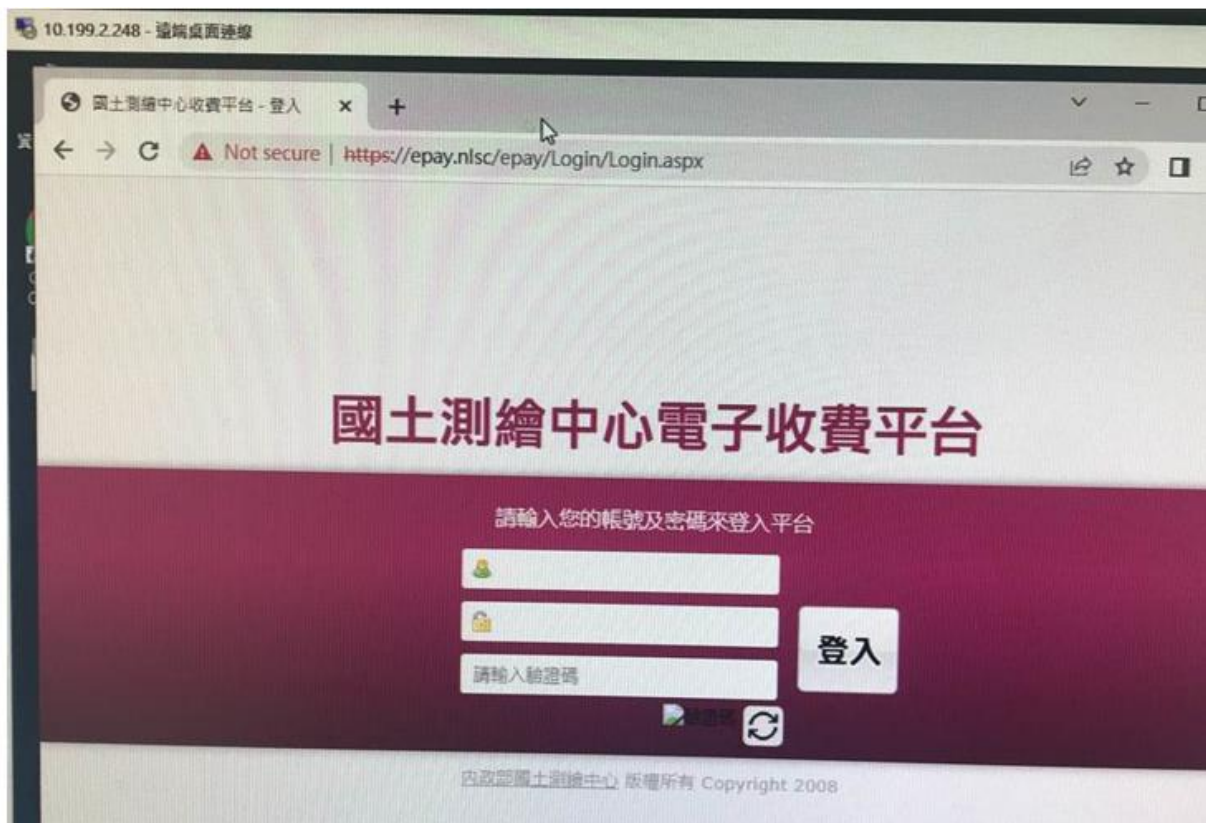 10.199.2.248 - 遠端桌面連線
國土測繪中心收費平台 - 登入
Not secure | https://epay.nlsc/epay/Login/Login.aspx
國土測繪中心電子收費平台
請輸入您的帳號及密碼來登入平台
請輸入驗證碼
登入
驗證碼
內政部國土測繪中心 版權所有 Copyright 2008